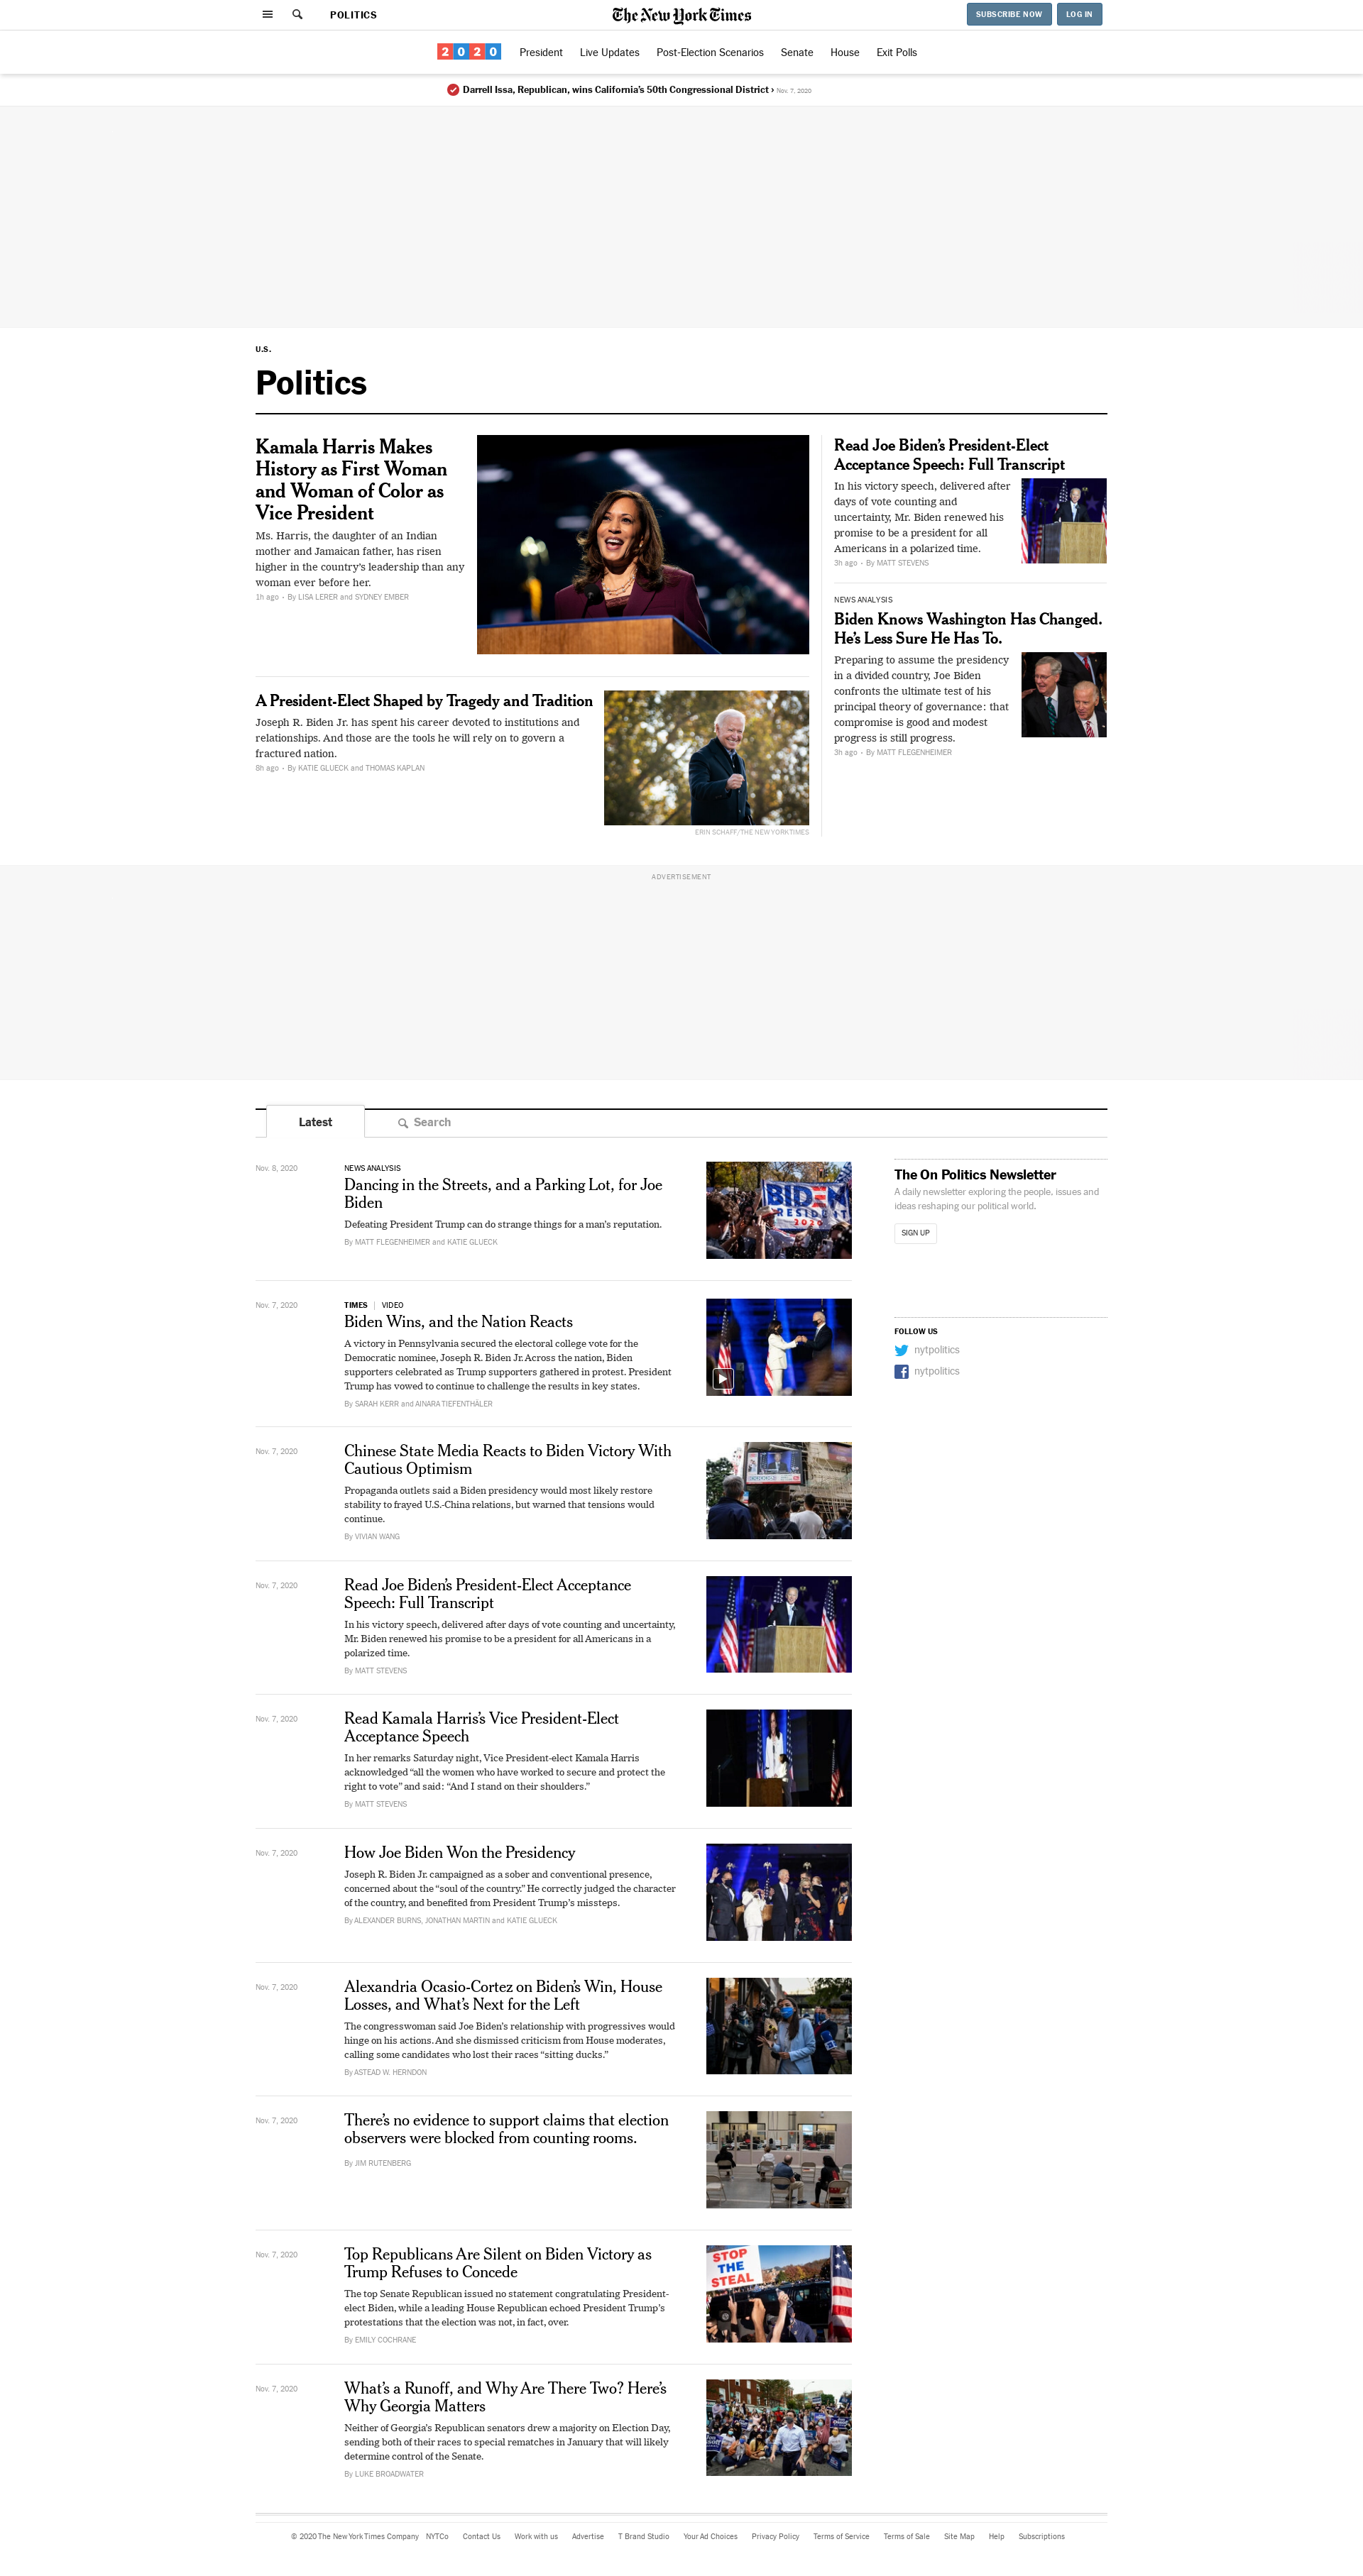 POLITICS
The New York Times
SUBSCRIBE NOW
LOG IN
2020
President
Live Updates
Post-Election Scenarios
Senate
House
Exit Polls
Darrell Issa, Republican, wins California's 50th Congressional District › Nov. 7, 2020
U.S.
Politics
Kamala Harris Makes
History as First Woman
and Woman of Color as
Vice President
Ms. Harris, the daughter of an Indian
mother and Jamaican father, has risen
higher in the country's leadership than any
woman ever before her.
1h ago • By LISA LERER and SYDNEY EMBER
A President-Elect Shaped by Tragedy and Tradition
Joseph R. Biden Jr. has spent his career devoted to institutions and
relationships. And those are the tools he will rely on to govern a
fractured nation.
8h ago • By KATIE GLUECK and THOMAS KAPLAN
ERIN SCHAFF/THE NEW YORK TIMES
Read Joe Biden's President-Elect
Acceptance Speech: Full Transcript
In his victory speech, delivered after
days of vote counting and
uncertainty, Mr. Biden renewed his
promise to be a president for all
Americans in a polarized time.
3h ago • By MATT STEVENS
NEWS ANALYSIS
Biden Knows Washington Has Changed.
He's Less Sure He Has To.
Preparing to assume the presidency
in a divided country, Joe Biden
confronts the ultimate test of his
principal theory of governance: that
compromise is good and modest
progress is still progress.
3h ago • By MATT FLEGENHEIMER
ADVERTISEMENT
Latest
Search
Nov. 8, 2020
NEWS ANALYSIS
Dancing in the Streets, and a Parking Lot, for Joe
Biden
Defeating President Trump can do strange things for a man's reputation.
By MATT FLEGENHEIMER and KATIE GLUECK
BIDEN
PRESIDENT
2020
The On Politics Newsletter
A daily newsletter exploring the people, issues and
ideas reshaping our political world.
SIGN UP
FOLLOW US
nytpolitics
nytpolitics
Nov. 7, 2020
TIMES | VIDEO
Biden Wins, and the Nation Reacts
A victory in Pennsylvania secured the electoral college vote for the
Democratic nominee, Joseph R. Biden Jr. Across the nation, Biden
supporters celebrated as Trump supporters gathered in protest. President
Trump has vowed to continue to challenge the results in key states.
By SARAH KERR and AINARA TIEFENTHÄLER
Nov. 7, 2020
Chinese State Media Reacts to Biden Victory With
Cautious Optimism
Propaganda outlets said a Biden presidency would most likely restore
stability to frayed U.S.-China relations, but warned that tensions would
continue.
By VIVIAN WANG
Nov. 7, 2020
Read Joe Biden's President-Elect Acceptance
Speech: Full Transcript
In his victory speech, delivered after days of vote counting and uncertainty,
Mr. Biden renewed his promise to be a president for all Americans in a
polarized time.
By MATT STEVENS
Nov. 7, 2020
Read Kamala Harris's Vice President-Elect
Acceptance Speech
In her remarks Saturday night, Vice President-elect Kamala Harris
acknowledged "all the women who have worked to secure and protect the
right to vote" and said: "And I stand on their shoulders."
By MATT STEVENS
Nov. 7, 2020
How Joe Biden Won the Presidency
Joseph R. Biden Jr. campaigned as a sober and conventional presence,
concerned about the "soul of the country." He correctly judged the character
of the country, and benefited from President Trump's missteps.
By ALEXANDER BURNS, JONATHAN MARTIN and KATIE GLUECK
Nov. 7, 2020
Alexandria Ocasio-Cortez on Biden's Win, House
Losses, and What's Next for the Left
The congresswoman said Joe Biden's relationship with progressives would
hinge on his actions. And she dismissed criticism from House moderates,
calling some candidates who lost their races "sitting ducks."
By ASTEAD W. HERNDON
Nov. 7, 2020
There's no evidence to support claims that election
observers were blocked from counting rooms.
By JIM RUTENBERG
Nov. 7, 2020
Top Republicans Are Silent on Biden Victory as
Trump Refuses to Concede
The top Senate Republican issued no statement congratulating President-
elect Biden, while a leading House Republican echoed President Trump's
protestations that the election was not, in fact, over.
By EMILY COCHRANE
STOP
THE
STEAL
Nov. 7, 2020
What's a Runoff, and Why Are There Two? Here's
Why Georgia Matters
Neither of Georgia's Republican senators drew a majority on Election Day,
sending both of their races to special rematches in January that will likely
determine control of the Senate.
By LUKE BROADWATER
© 2020 The New York Times Company
NYTCo
Contact Us
Work with us
Advertise
T Brand Studio
Your Ad Choices
Privacy Policy
Terms of Service
Terms of Sale
Site Map
Help
Subscriptions